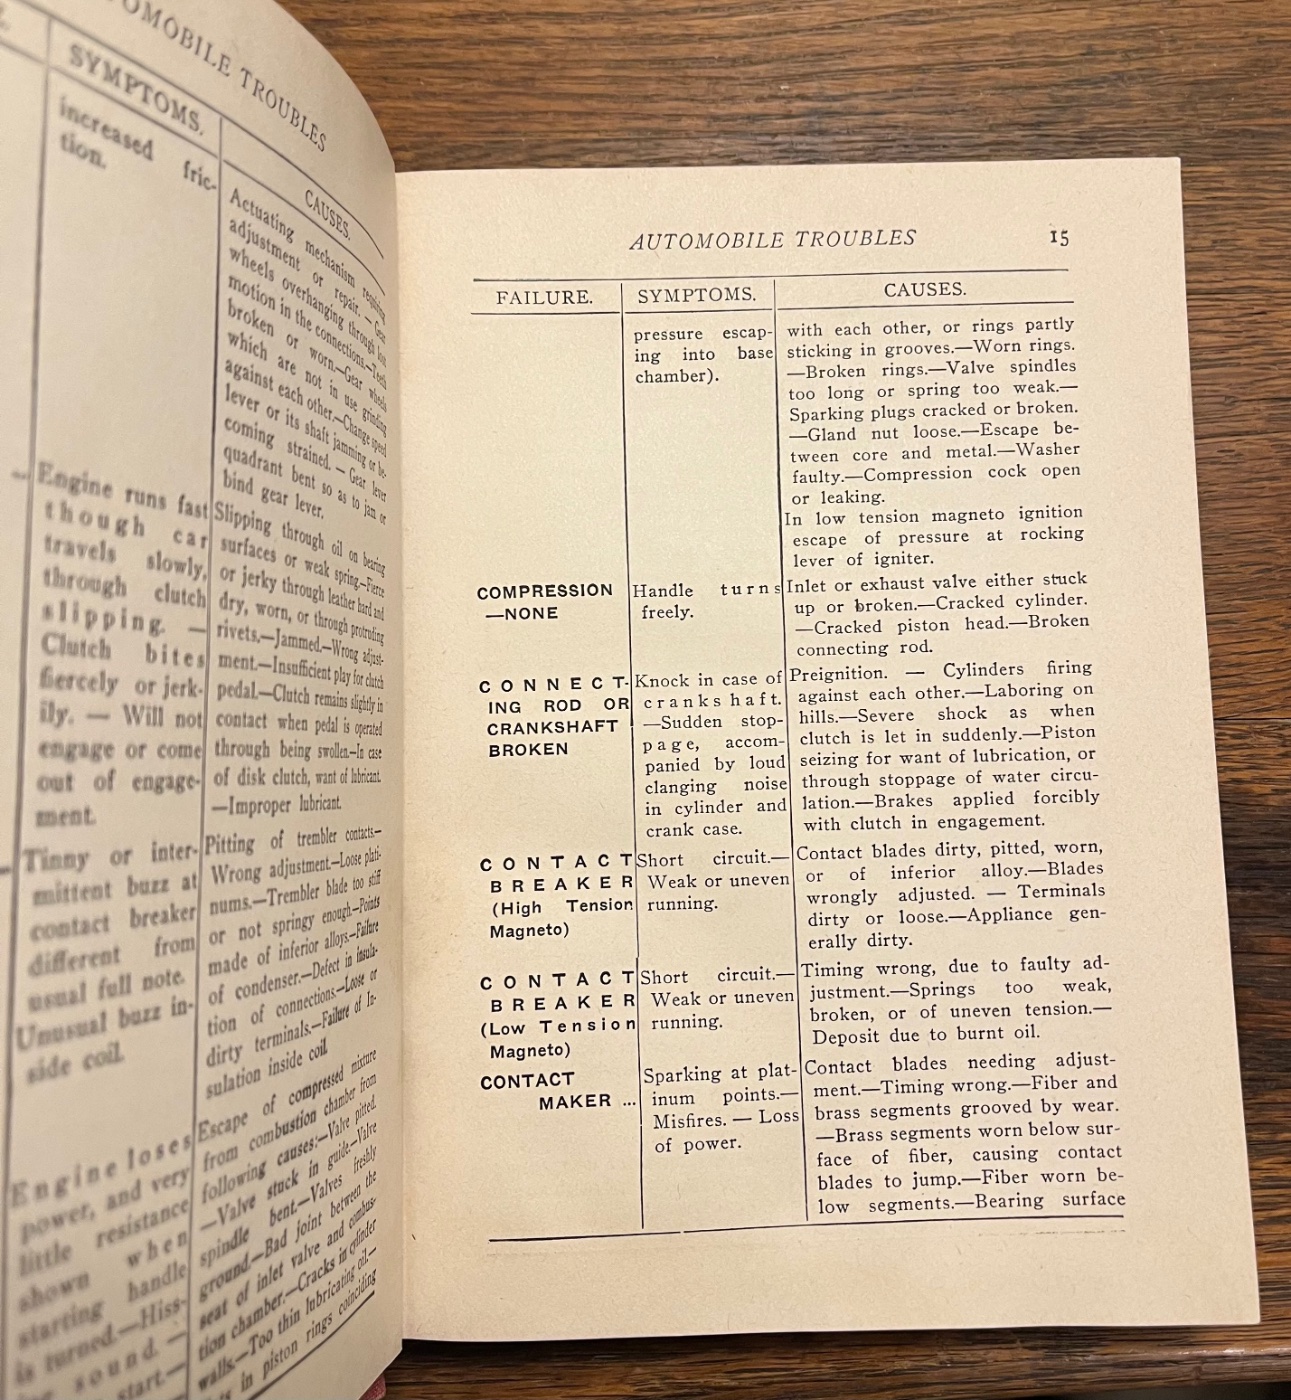 AUTOMOBILE TROUBLES
SYMPTOMS.
increased fric-
tion.
Engine runs fast
though car
travels slowly,
through clutch
slipping. —
Clutch bites
fiercely or jerk-
ily. — Will not
engage or come
out of engage-
ment.
Tinny or inter-
mittent buzz at
contact breaker
different from
usual full note.
Unusual buzz in-
side coil.
Engine loses
power, and very
little resistance
shown when
starting handle
is turned.—Hiss-
sound. —
start.—
CAUSES.
Actuating mechanism requiring
adjustment or repair. — Gear
wheels overhanging through lost
motion in the connections.—Teeth
broken or worn.—Gear wheels
which are not in use grinding
against each other.—Change speed
lever or its shaft jamming or be-
coming strained. — Gear lever
quadrant bent so as to jam or
bind gear lever.
Slipping through oil on bearing
surfaces or weak spring.—Fierce
or jerky through leather hard and
dry, worn, or through protruding
rivets.—Jammed.—Wrong adjust-
ment.—Insufficient play for clutch
pedal.—Clutch remains slightly in
contact when pedal is operated
through being swollen.—In case
of disk clutch, want of lubricant.
—Improper lubricant.
Pitting of trembler contacts.—
Wrong adjustment.—Loose plati-
nums.—Trembler blade too stiff
or not springy enough.—Points
made of inferior alloys.—Failure
of condenser.—Defect in insula-
tion of connections.—Loose or
dirty terminals.—Failure of In-
sulation inside coil.
Escape of compressed mixture
from combustion chamber from
following causes:—Valve pitted.
—Valve stuck in guide.—Valve
spindle bent.—Valves freshly
ground.—Bad joint between the
seat of inlet valve and combus-
tion chamber.—Cracks in cylinder
walls.—Too thin lubricating oil.—
in piston rings coinciding
AUTOMOBILE TROUBLES 15
FAILURE. SYMPTOMS. CAUSES.
pressure escap-
ing into base
chamber).
with each other, or rings partly
sticking in grooves.—Worn rings.
—Broken rings.—Valve spindles
too long or spring too weak.—
Sparking plugs cracked or broken.
—Gland nut loose.—Escape be-
tween core and metal.—Washer
faulty.—Compression cock open
or leaking.
In low tension magneto ignition
escape of pressure at rocking
lever of igniter.
COMPRESSION
—NONE
Handle turns
freely.
Inlet or exhaust valve either stuck
up or broken.—Cracked cylinder.
—Cracked piston head.—Broken
connecting rod.
CONNECT-
ING ROD OR
CRANKSHAFT
BROKEN
Knock in case of
crankshaft.
—Sudden stop-
page, accom-
panied by loud
clanging noise
in cylinder and
crank case.
Preignition. — Cylinders firing
against each other.—Laboring on
hills.—Severe shock as when
clutch is let in suddenly.—Piston
seizing for want of lubrication, or
through stoppage of water circu-
lation.—Brakes applied forcibly
with clutch in engagement.
CONTACT
BREAKER
(High Tension
Magneto)
Short circuit.—
Weak or uneven
running.
Contact blades dirty, pitted, worn,
or of inferior alloy.—Blades
wrongly adjusted. — Terminals
dirty or loose.—Appliance gen-
erally dirty.
CONTACT
BREAKER
(Low Tension
Magneto)
Short circuit.—
Weak or uneven
running.
Timing wrong, due to faulty ad-
justment.—Springs too weak,
broken, or of uneven tension.—
Deposit due to burnt oil.
CONTACT
MAKER ...
Sparking at plat-
inum points.—
Misfires. — Loss
of power.
Contact blades needing adjust-
ment.—Timing wrong.—Fiber and
brass segments grooved by wear.
—Brass segments worn below sur-
face of fiber, causing contact
blades to jump.—Fiber worn be-
low segments.—Bearing surface